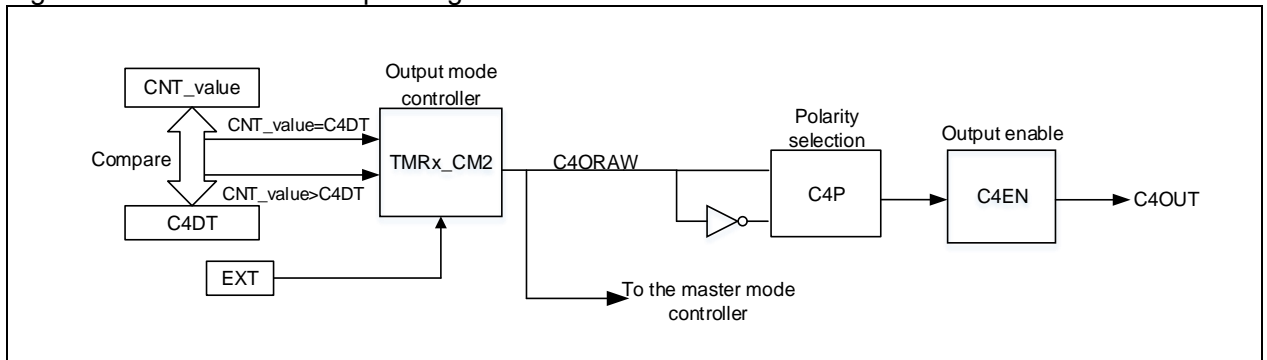 CNT_value
Compare
C4DT
CNT_value=C4DT
CNT_value>C4DT
EXT
Output mode
controller
TMRx_CM2
C4ORAW
To the master mode
controller
Polarity
selection
C4P
Output enable
C4EN
C4OUT